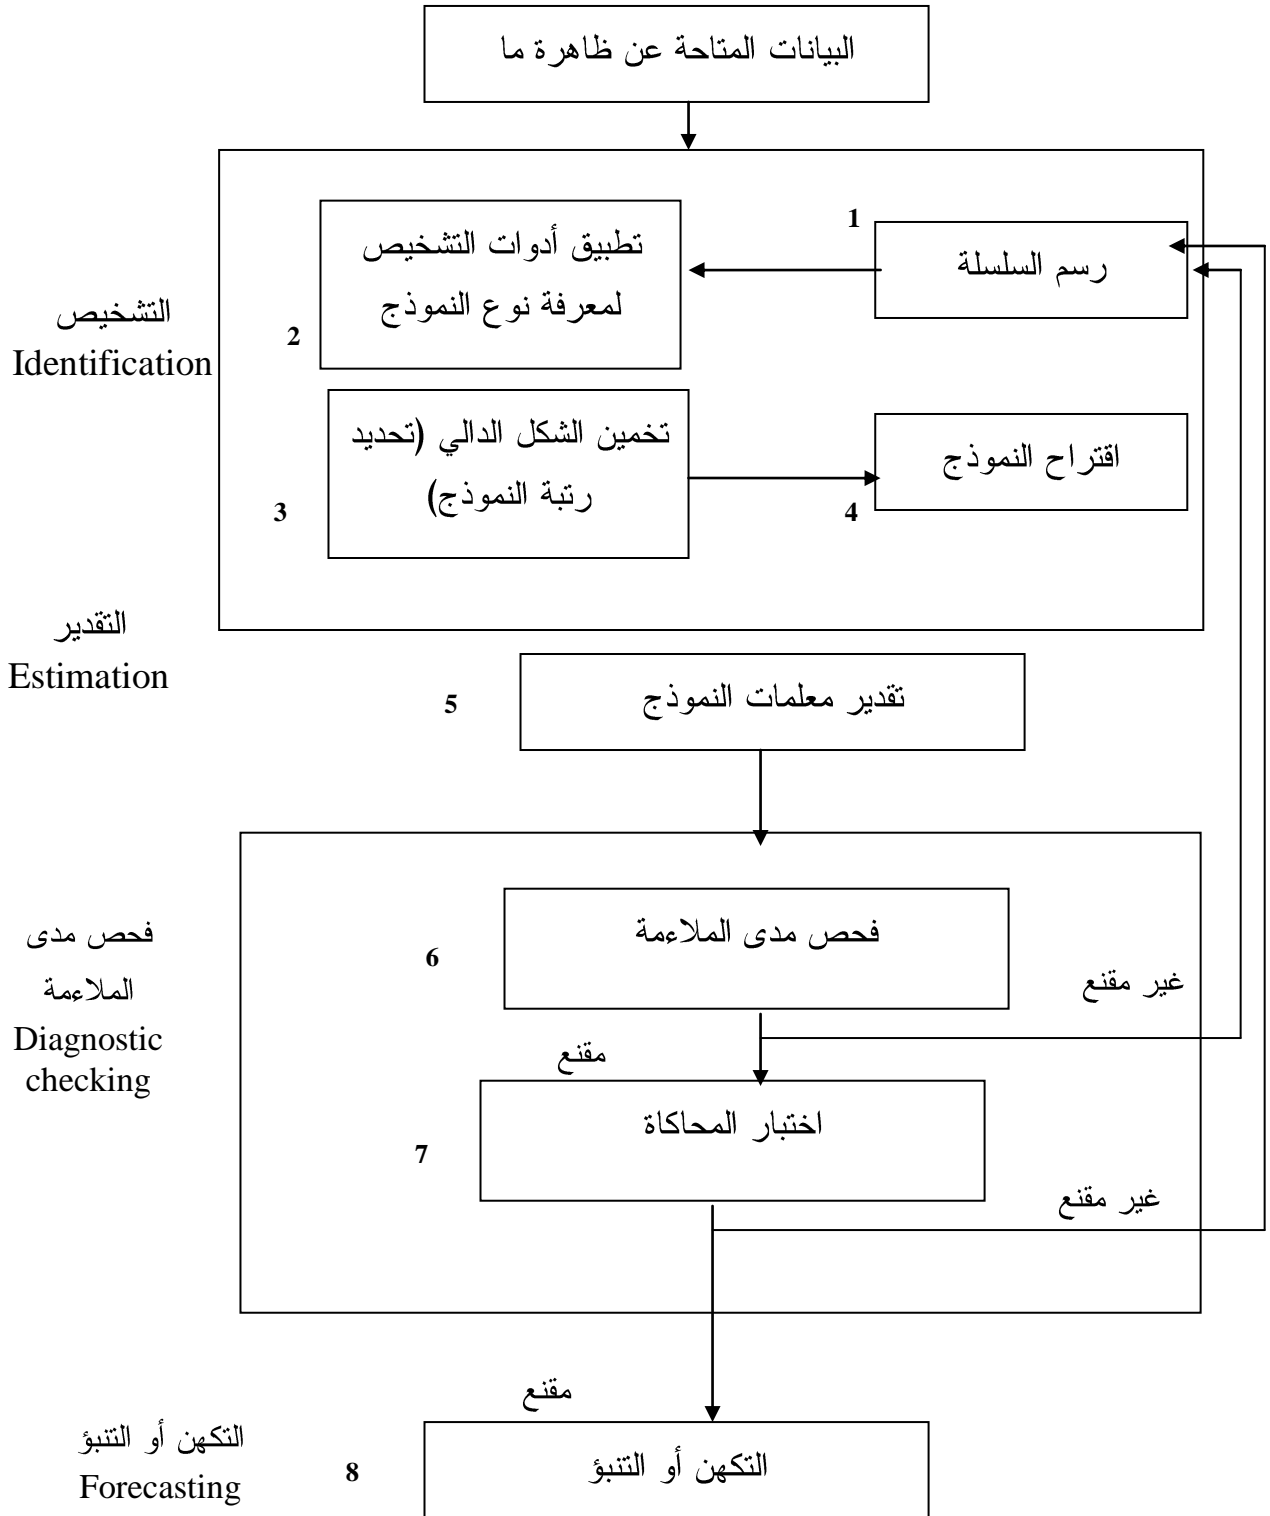 البيانات المتاحة عن ظاهرة ما
1
رسم السلسلة
تطبيق أدوات التشخيص
لمعرفة نوع النموذج
2
التشخيص
Identification
تخمين الشكل الدالي (تحديد
رتبة النموذج)
3
اقتراح النموذج
4
التقدير
Estimation
تقدير معلمات النموذج
5
فحص مدى
الملاءمة
Diagnostic
checking
فحص مدى الملاءمة
6
غير مقنع
مقنع
اختبار المحاكاة
7
غير مقنع
مقنع
التكهن أو التنبؤ
Forecasting
التكهن أو التنبؤ
8